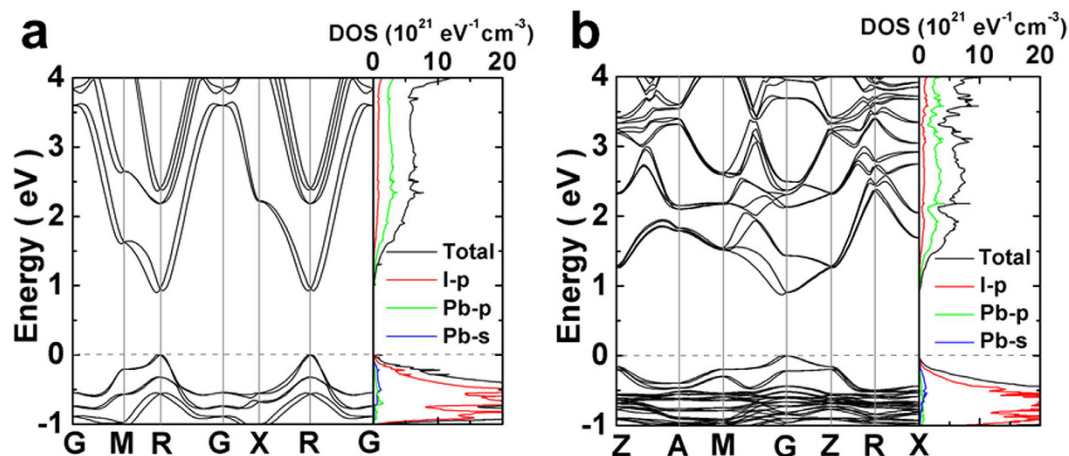 a
DOS (10²¹ eV⁻¹cm⁻³)
0 10 20
Energy ( eV )
4
3
2
1
0
-1
Total
I-p
Pb-p
Pb-s
G M R G X R G
b
DOS (10²¹ eV⁻¹cm⁻³)
0 10 20
Energy ( eV )
4
3
2
1
0
-1
Total
I-p
Pb-p
Pb-s
Z A M G Z R X